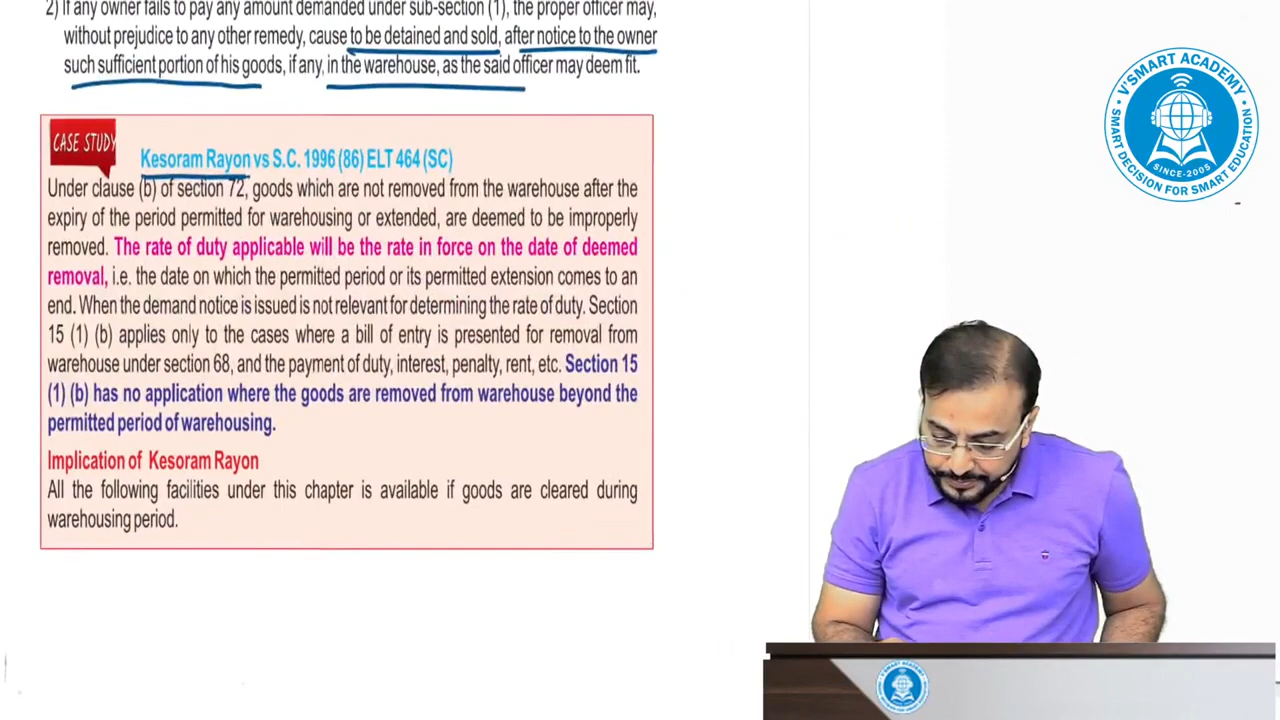 2) If any owner fails to pay any amount demanded under sub-section (1), the proper officer may,
without prejudice to any other remedy, cause to be detained and sold, after notice to the owner
such sufficient portion of his goods, if any, in the warehouse, as the said officer may deem fit.
CASE STUDY
Kesoram Rayon vs S.C. 1996 (86) ELT 464 (SC)
Under clause (b) of section 72, goods which are not removed from the warehouse after the
expiry of the period permitted for warehousing or extended, are deemed to be improperly
removed. The rate of duty applicable will be the rate in force on the date of deemed
removal, i.e. the date on which the permitted period or its permitted extension comes to an
end. When the demand notice is issued is not relevant for determining the rate of duty. Section
15 (1) (b) applies only to the cases where a bill of entry is presented for removal from
warehouse under section 68, and the payment of duty, interest, penalty, rent, etc. Section 15
(1) (b) has no application where the goods are removed from warehouse beyond the
permitted period of warehousing.
Implication of Kesoram Rayon
All the following facilities under this chapter is available if goods are cleared during
warehousing period.
V'SMART ACADEMY
SINCE-2005
SMART DECISION FOR SMART EDUCATION
V'SMART ACADEMY